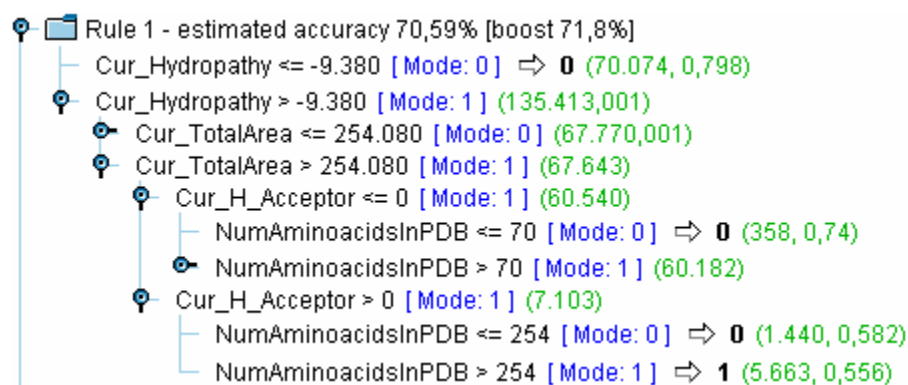 Rule 1 - estimated accuracy 70,59% [boost 71,8%]
Cur_Hydropathy <= -9.380 [Mode: 0] ⇨ 0 (70.074, 0,798)
Cur_Hydropathy > -9.380 [Mode: 1] (135.413,001)
Cur_TotalArea <= 254.080 [Mode: 0] (67.770,001)
Cur_TotalArea > 254.080 [Mode: 1] (67.643)
Cur_H_Acceptor <= 0 [Mode: 1] (60.540)
NumAminoacidsInPDB <= 70 [Mode: 0] ⇨ 0 (358, 0,74)
NumAminoacidsInPDB > 70 [Mode: 1] (60.182)
Cur_H_Acceptor > 0 [Mode: 1] (7.103)
NumAminoacidsInPDB <= 254 [Mode: 0] ⇨ 0 (1.440, 0,582)
NumAminoacidsInPDB > 254 [Mode: 1] ⇨ 1 (5.663, 0,556)